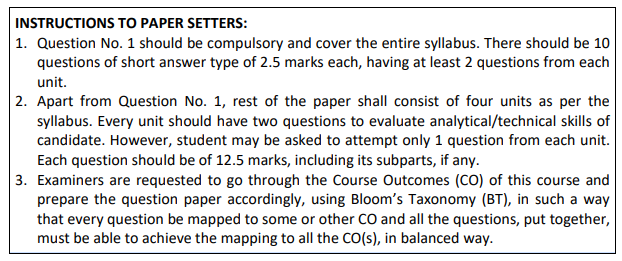 INSTRUCTIONS TO PAPER SETTERS:
1. Question No. 1 should be compulsory and cover the entire syllabus. There should be 10
questions of short answer type of 2.5 marks each, having at least 2 questions from each
unit.
2. Apart from Question No. 1, rest of the paper shall consist of four units as per the
syllabus. Every unit should have two questions to evaluate analytical/technical skills of
candidate. However, student may be asked to attempt only 1 question from each unit.
Each question should be of 12.5 marks, including its subparts, if any.
3. Examiners are requested to go through the Course Outcomes (CO) of this course and
prepare the question paper accordingly, using Bloom's Taxonomy (BT), in such a way
that every question be mapped to some or other CO and all the questions, put together,
must be able to achieve the mapping to all the CO(s), in balanced way.